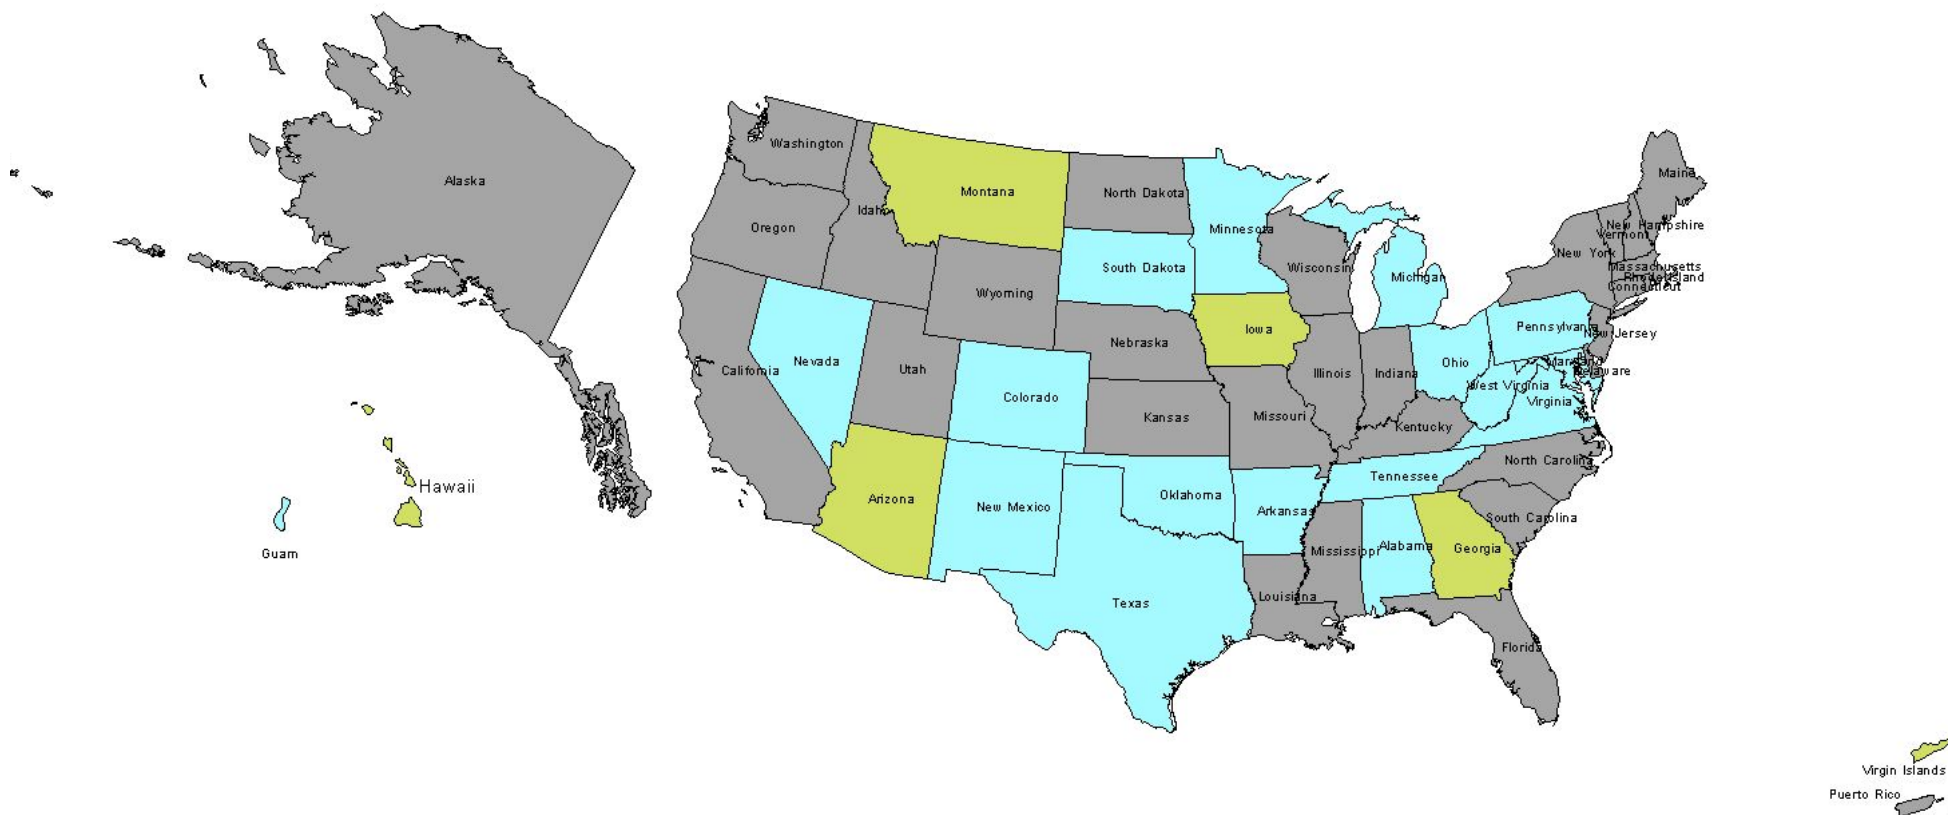 Alaska
Washington
Oregon
Idaho
Montana
North Dakota
Minnesota
South Dakota
Wyoming
Wisconsin
Michigan
Maine
New Hampshire
Vermont
New York
Massachusetts
Rhode Island
Connecticut
Iowa
Nebraska
Pennsylvania
New Jersey
Nevada
California
Utah
Illinois
Indiana
Ohio
Maryland
Delaware
West Virginia
Virginia
Colorado
Kansas
Missouri
Kentucky
North Carolina
Tennessee
Hawaii
Arizona
New Mexico
Oklahoma
Arkansas
South Carolina
Mississippi
Alabama
Georgia
Guam
Texas
Louisiana
Florida
Virgin Islands
Puerto Rico